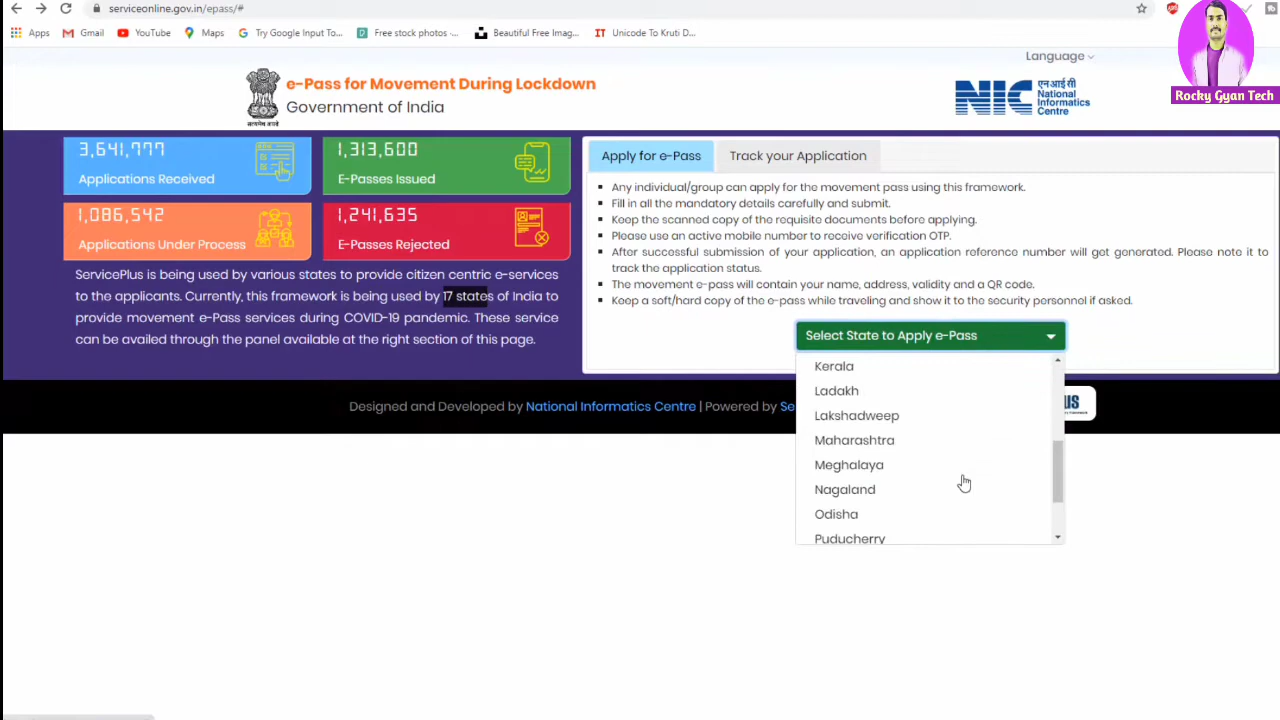 serviceonline.gov.in/epass/#
Apps Gmail YouTube Maps Try Google Input To... Free stock photos -... Beautiful Free Imag... Unicode To Kruti D...
Language
e-Pass for Movement During Lockdown
Government of India
सत्यमेव जयते
NIC
एन आई सी
National
Informatics
Centre
Rocky Gyan Tech
3,641,777
Applications Received
1,313,600
E-Passes Issued
1,086,542
Applications Under Process
1,241,635
E-Passes Rejected
ServicePlus is being used by various states to provide citizen centric e-services
to the applicants. Currently, this framework is being used by 17 states of India to
provide movement e-Pass services during COVID-19 pandemic. These service
can be availed through the panel available at the right section of this page.
Apply for e-Pass Track your Application
Any individual/group can apply for the movement pass using this framework.
Fill in all the mandatory details carefully and submit.
Keep the scanned copy of the requisite documents before applying.
Please use an active mobile number to receive verification OTP.
After successful submission of your application, an application reference number will get generated. Please note it to
track the application status.
The movement e-pass will contain your name, address, validity and a QR code.
Keep a soft/hard copy of the e-pass while traveling and show it to the security personnel if asked.
Select State to Apply e-Pass
Kerala
Ladakh
Lakshadweep
Maharashtra
Meghalaya
Nagaland
Odisha
Puducherry
Designed and Developed by National Informatics Centre | Powered by Se